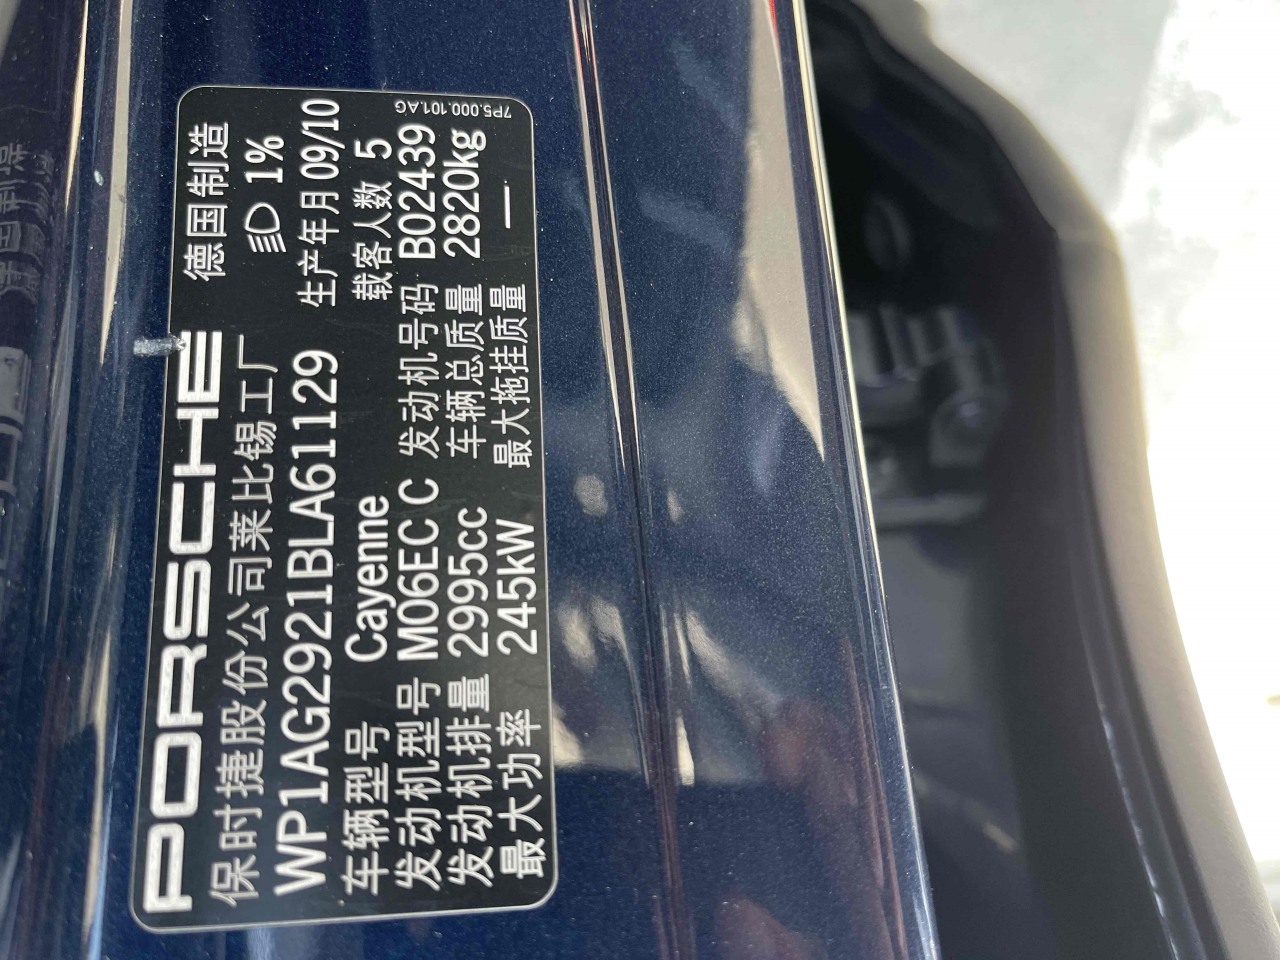 PORSCHE 德国制造
保时捷股份公司莱比锡工厂 1%
WP1AG2921BLA61129 生产年月 09/10
车辆型号 Cayenne 载客人数 5
发动机型号 M06EC C 发动机号码 B02439
发动机排量 2995cc 车辆总质量 2820kg
最大功率 245kW 最大拖挂质量 —
7P5.000.101.AG